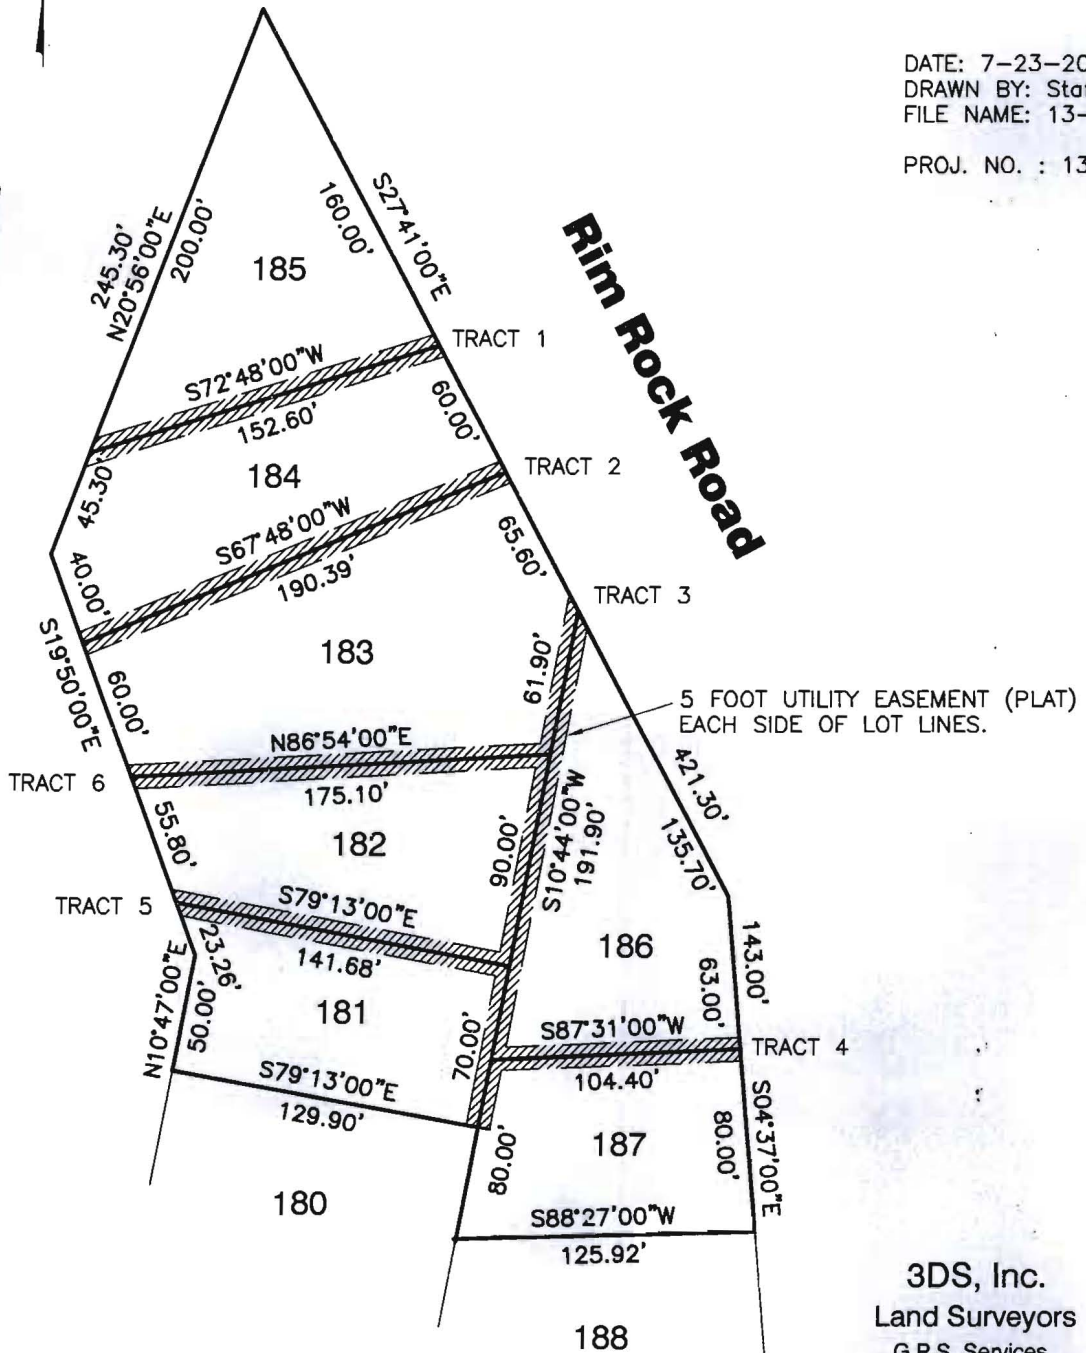 DATE: 7-23-20
DRAWN BY: Sta
FILE NAME: 13-
PROJ. NO. : 13
245.30'
N20°56'00"E
200.00'
160.00'
S27°41'00"E
185
Rim Rock Road
TRACT 1
S72°48'00"W
152.60'
60.00'
45.30'
184
TRACT 2
S67°48'00"W
190.39'
40.00'
65.60'
TRACT 3
S19°50'00"E
60.00'
183
61.90'
5 FOOT UTILITY EASEMENT (PLAT)
EACH SIDE OF LOT LINES.
N86°54'00"E
175.10'
TRACT 6
421.30'
135.70'
55.80'
182
90.00'
S10°44'00"W
191.90'
TRACT 5
S79°13'00"E
141.68'
23.26'
N10°47'00"E
50.00'
181
70.00'
186
143.00'
63.00'
S87°31'00"W
104.40'
TRACT 4
S79°13'00"E
129.90'
80.00'
187
80.00'
S04°37'00"E
180
S88°27'00"W
125.92'
188
3DS, Inc.
Land Surveyors
G.P.S. Services